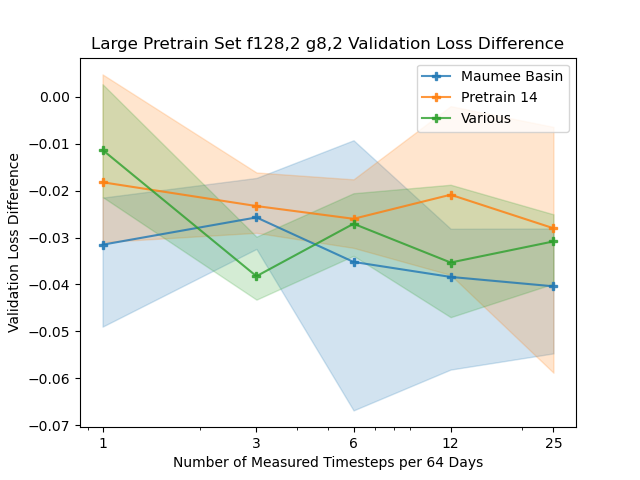 Large Pretrain Set f128,2 g8,2 Validation Loss Difference
Maumee Basin
Pretrain 14
Various
Validation Loss Difference
0.00
−0.01
−0.02
−0.03
−0.04
−0.05
−0.06
−0.07
1 3 6 12 25
Number of Measured Timesteps per 64 Days